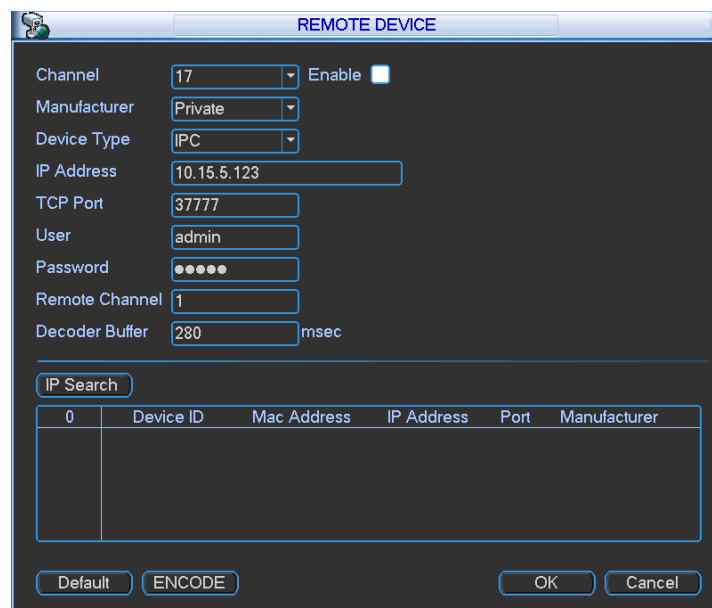 REMOTE DEVICE
Channel 17 Enable
Manufacturer Private
Device Type IPC
IP Address 10.15.5.123
TCP Port 37777
User admin
Password ●●●●●
Remote Channel 1
Decoder Buffer 280 msec
IP Search
0 Device ID Mac Address IP Address Port Manufacturer
Default ENCODE OK Cancel